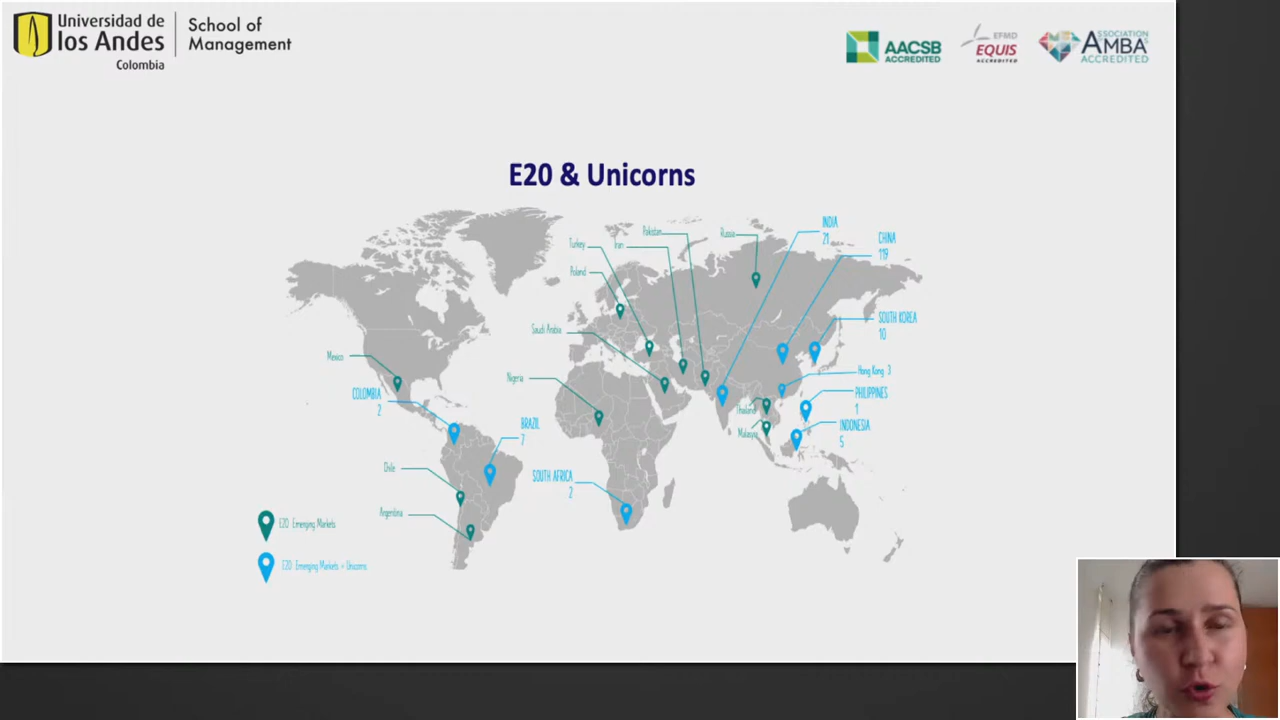 Universidad de
los Andes
Colombia
School of
Management
AACSB
ACCREDITED
EFMD
EQUIS
ACCREDITED
ASSOCIATION
AMBA
ACCREDITED
E20 & Unicorns
INDIA
21
CHINA
119
Russia
Pakistan
Iran
Turkey
Poland
SOUTH KOREA
10
Saudi Arabia
Mexico
Hong Kong 3
Nigeria
COLOMBIA
2
PHILIPPINES
1
Thailand
BRAZIL
7
INDONESIA
5
Malaysia
Chile
SOUTH AFRICA
2
Argentina
E20 Emerging Markets
E20 Emerging Markets + Unicorns